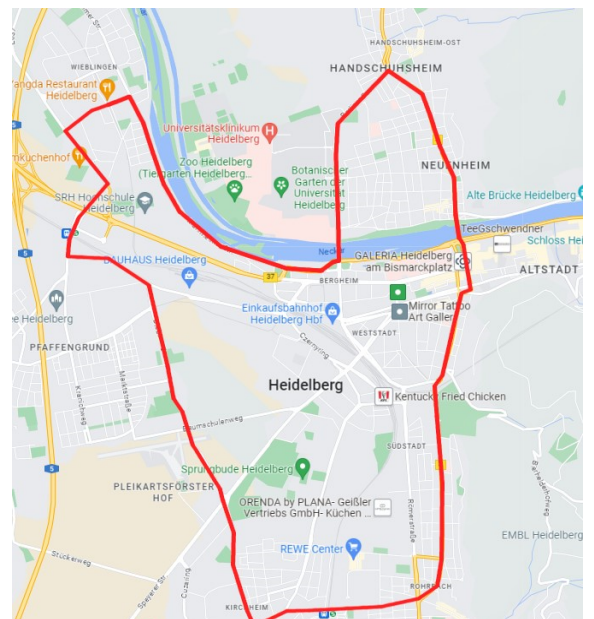 HANDSCHUHSHEIM-OST
WIEBLINGEN
HANDSCHUHSHEIM
Restaurant
Heidelberg
Universitätsklinikum
Heidelberg
Zoo Heidelberg
(Tiergarten Heidelberg...
Botanischer
Garten der
Universität
Heidelberg
NEUENHEIM
SRH Hochschule
Heidelberg
Alte Brücke Heidelberg
TeeGschwendner
Schloss Hei
Neckar
5
BAUHAUS Heidelberg
37
GALERIA Heidelberg
am Bismarckplatz
ALTSTADT
BERGHEIM
Heidelberg
Einkaufsbahnhof
Heidelberg Hbf
Mirror Tattoo
Art Gallery
WESTSTADT
Czernyring
PFAFFENGRUND
Heidelberg
Kranichweg
Marktstraße
Kentucky Fried Chicken
Baumschulenweg
SÜDSTADT
5
Sprungbude Heidelberg
PLEIKARTSFÖRSTER
HOF
ORENDA by PLANA- Geißler
Vertriebs GmbH- Küchen ...
Römerstraße
EMBL Heidelberg
REWE Center
Stückerweg
Speyerer Str
Cuzaring
ROHRBACH
KIRCHHEIM